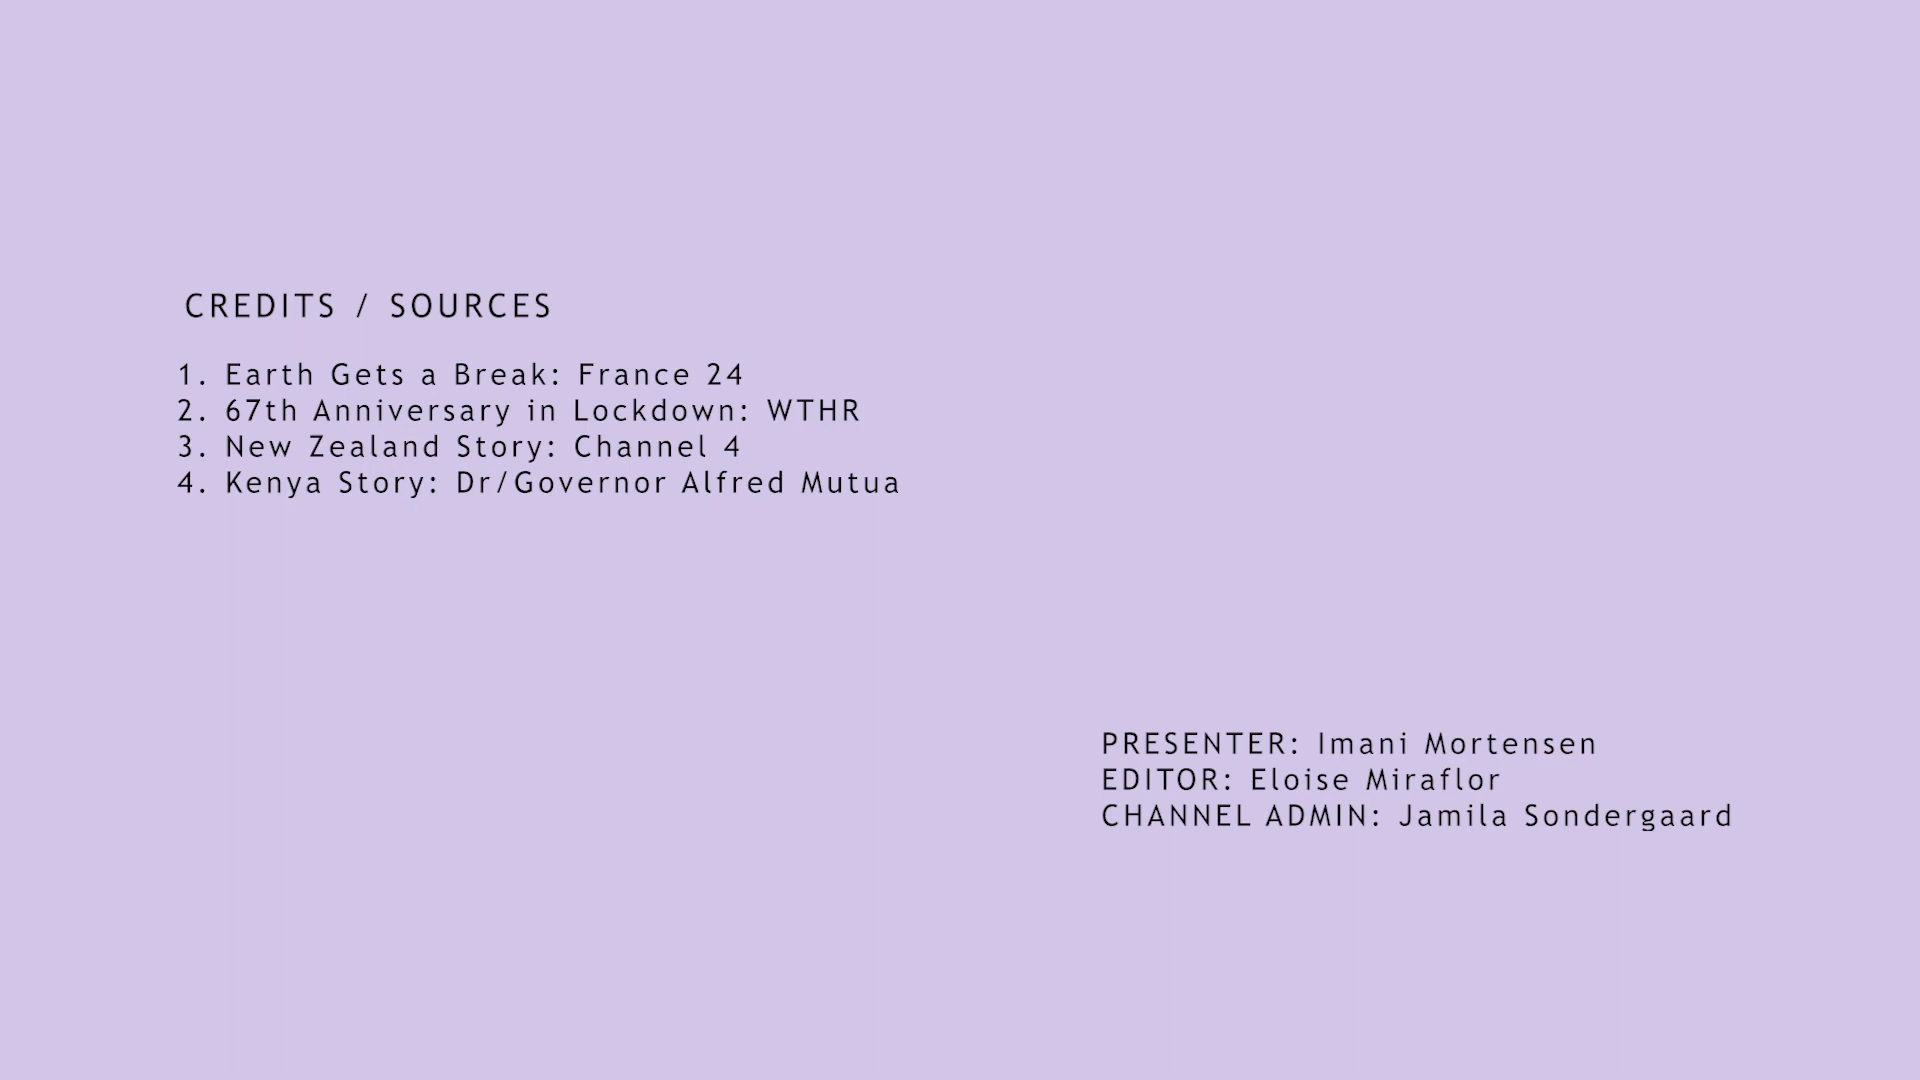 CREDITS / SOURCES
1. Earth Gets a Break: France 24
2. 67th Anniversary in Lockdown: WTHR
3. New Zealand Story: Channel 4
4. Kenya Story: Dr/Governor Alfred Mutua
PRESENTER: Imani Mortensen
EDITOR: Eloise Miraflor
CHANNEL ADMIN: Jamila Sondergaard